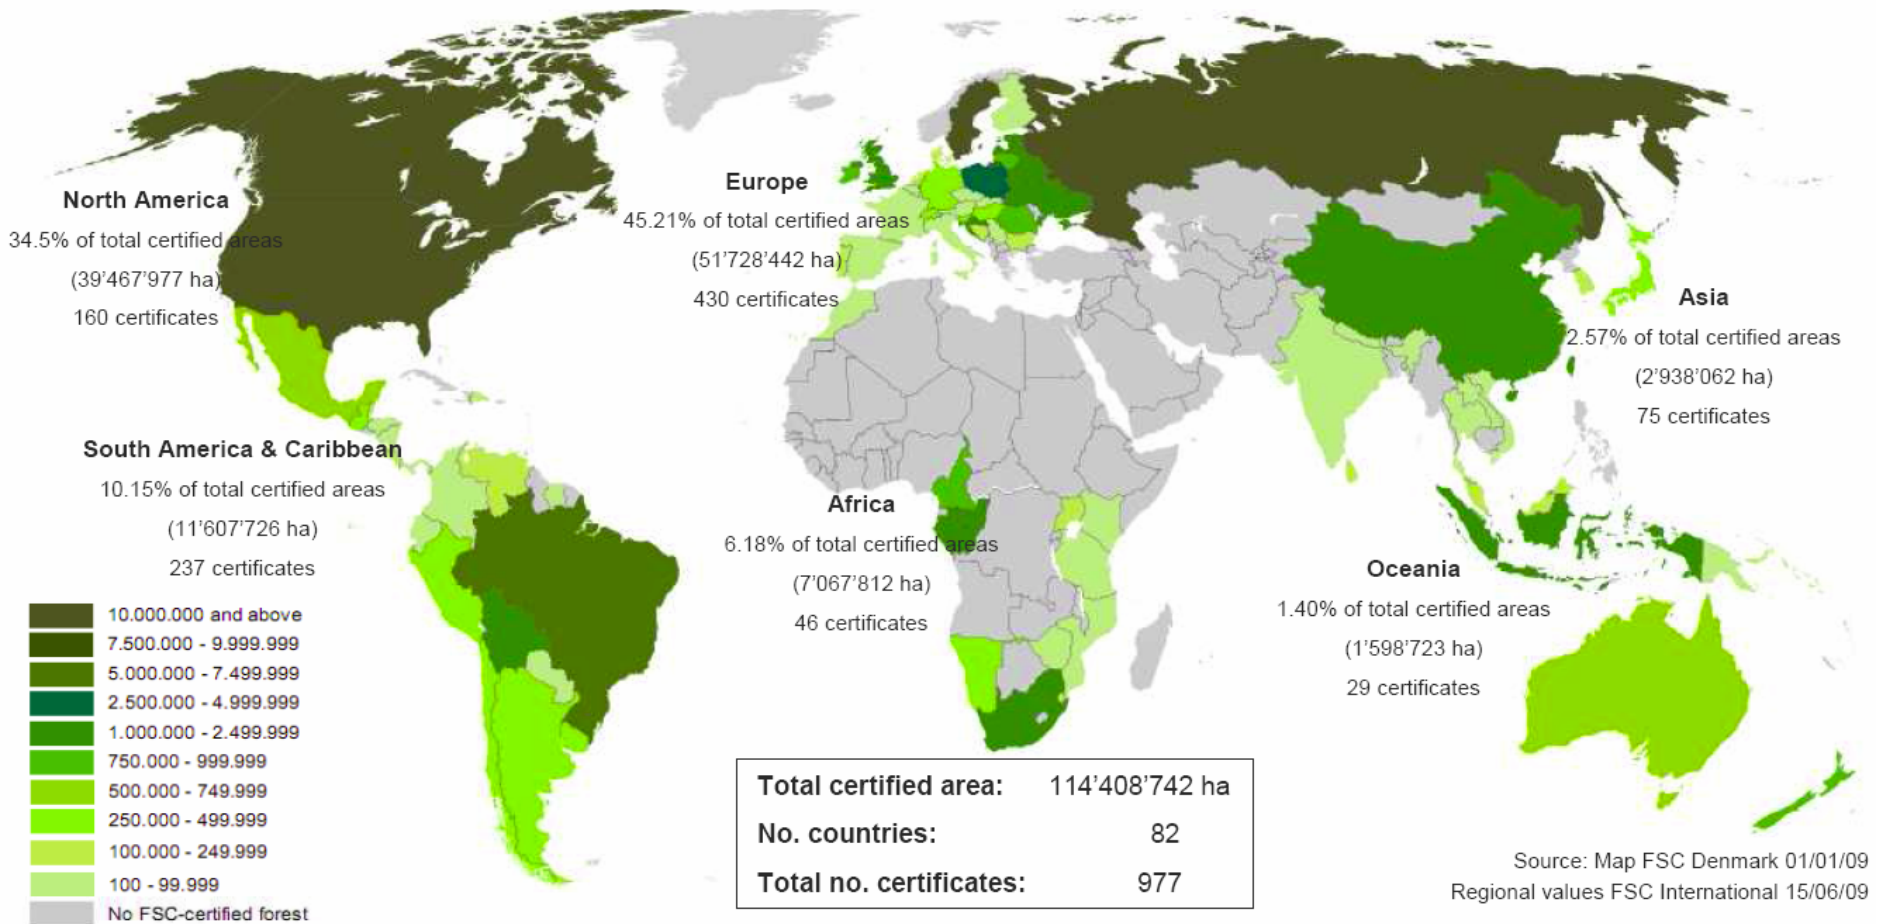 North America
34.5% of total certified areas
(39'467'977 ha)
160 certificates
Europe
45.21% of total certified areas
(51'728'442 ha)
430 certificates
Asia
2.57% of total certified areas
(2'938'062 ha)
75 certificates
South America & Caribbean
10.15% of total certified areas
(11'607'726 ha)
237 certificates
Africa
6.18% of total certified areas
(7'067'812 ha)
46 certificates
Oceania
1.40% of total certified areas
(1'598'723 ha)
29 certificates
10.000.000 and above
7.500.000 - 9.999.999
5.000.000 - 7.499.999
2.500.000 - 4.999.999
1.000.000 - 2.499.999
750.000 - 999.999
500.000 - 749.999
250.000 - 499.999
100.000 - 249.999
100 - 99.999
No FSC-certified forest
Total certified area: 114'408'742 ha
No. countries: 82
Total no. certificates: 977
Source: Map FSC Denmark 01/01/09
Regional values FSC International 15/06/09